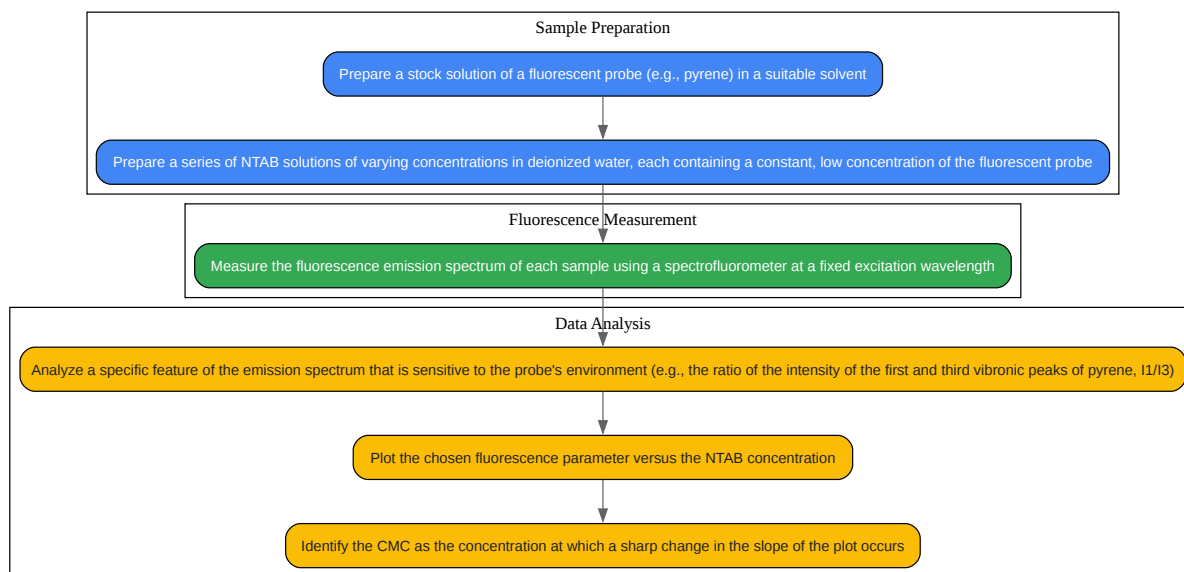 Sample Preparation
Prepare a stock solution of a fluorescent probe (e.g., pyrene) in a suitable solvent
Prepare a series of NTAB solutions of varying concentrations in deionized water, each containing a constant, low concentration of the fluorescent probe
Fluorescence Measurement
Measure the fluorescence emission spectrum of each sample using a spectrofluorometer at a fixed excitation wavelength
Data Analysis
Analyze a specific feature of the emission spectrum that is sensitive to the probe's environment (e.g., the ratio of the intensity of the first and third vibronic peaks of pyrene, I1/I3)
Plot the chosen fluorescence parameter versus the NTAB concentration
Identify the CMC as the concentration at which a sharp change in the slope of the plot occurs